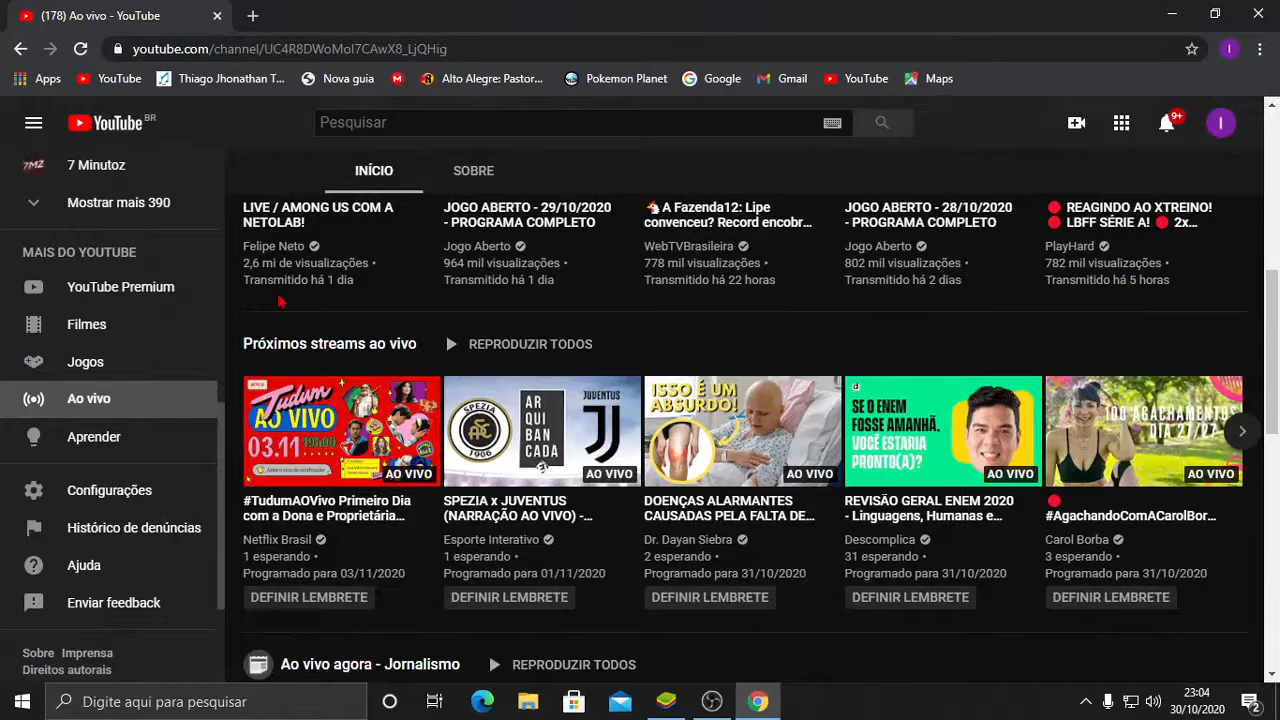 (178) Ao vivo - YouTube
youtube.com/channel/UC4R8DWoMoI7CAwX8_LjQHig
Apps YouTube Thiago Jhonathan T... Nova guia Alto Alegre: Pastor... Pokemon Planet Google Gmail YouTube Maps
YouTube BR
Pesquisar
9+
I
7MZ 7 Minutoz
Mostrar mais 390
MAIS DO YOUTUBE
YouTube Premium
Filmes
Jogos
Ao vivo
Aprender
Configurações
Histórico de denúncias
Ajuda
Enviar feedback
Sobre Imprensa
Direitos autorais
INÍCIO SOBRE
LIVE / AMONG US COM A
NETOLAB!
Felipe Neto
2,6 mi de visualizações •
Transmitido há 1 dia
JOGO ABERTO - 29/10/2020
- PROGRAMA COMPLETO
Jogo Aberto
964 mil visualizações •
Transmitido há 1 dia
A Fazenda12: Lipe
convenceu? Record encobr...
WebTVBrasileira
778 mil visualizações •
Transmitido há 22 horas
JOGO ABERTO - 28/10/2020
- PROGRAMA COMPLETO
Jogo Aberto
802 mil visualizações •
Transmitido há 2 dias
REAGINDO AO XTREINO!
LBFF SÉRIE A! 2x...
PlayHard
782 mil visualizações •
Transmitido há 5 horas
Próximos streams ao vivo REPRODUZIR TODOS
Tudum
AO VIVO
03.11 19h09
AO VIVO
#TudumAOVivo Primeiro Dia
com a Dona e Proprietária...
Netflix Brasil
1 esperando •
Programado para 03/11/2020
DEFINIR LEMBRETE
SPEZIA
1906
AR
QUI
BAN
CADA
JUVENTUS
AO VIVO
SPEZIA x JUVENTUS
(NARRAÇÃO AO VIVO) -...
Esporte Interativo
1 esperando •
Programado para 01/11/2020
DEFINIR LEMBRETE
ISSO É UM
ABSURDO!
AO VIVO
DOENÇAS ALARMANTES
CAUSADAS PELA FALTA DE...
Dr. Dayan Siebra
2 esperando •
Programado para 31/10/2020
DEFINIR LEMBRETE
d
SE O ENEM
FOSSE AMANHÃ,
VOCÊ ESTARIA
PRONTO(A)?
AO VIVO
REVISÃO GERAL ENEM 2020
- Linguagens, Humanas e...
Descomplica
31 esperando •
Programado para 31/10/2020
DEFINIR LEMBRETE
100 AGACHAMENTOS
DIA 27/27
AO VIVO
#AgachandoComACarolBor...
Carol Borba
3 esperando •
Programado para 31/10/2020
DEFINIR LEMBRETE
Ao vivo agora - Jornalismo REPRODUZIR TODOS
Digite aqui para pesquisar
23:04
30/10/2020
2